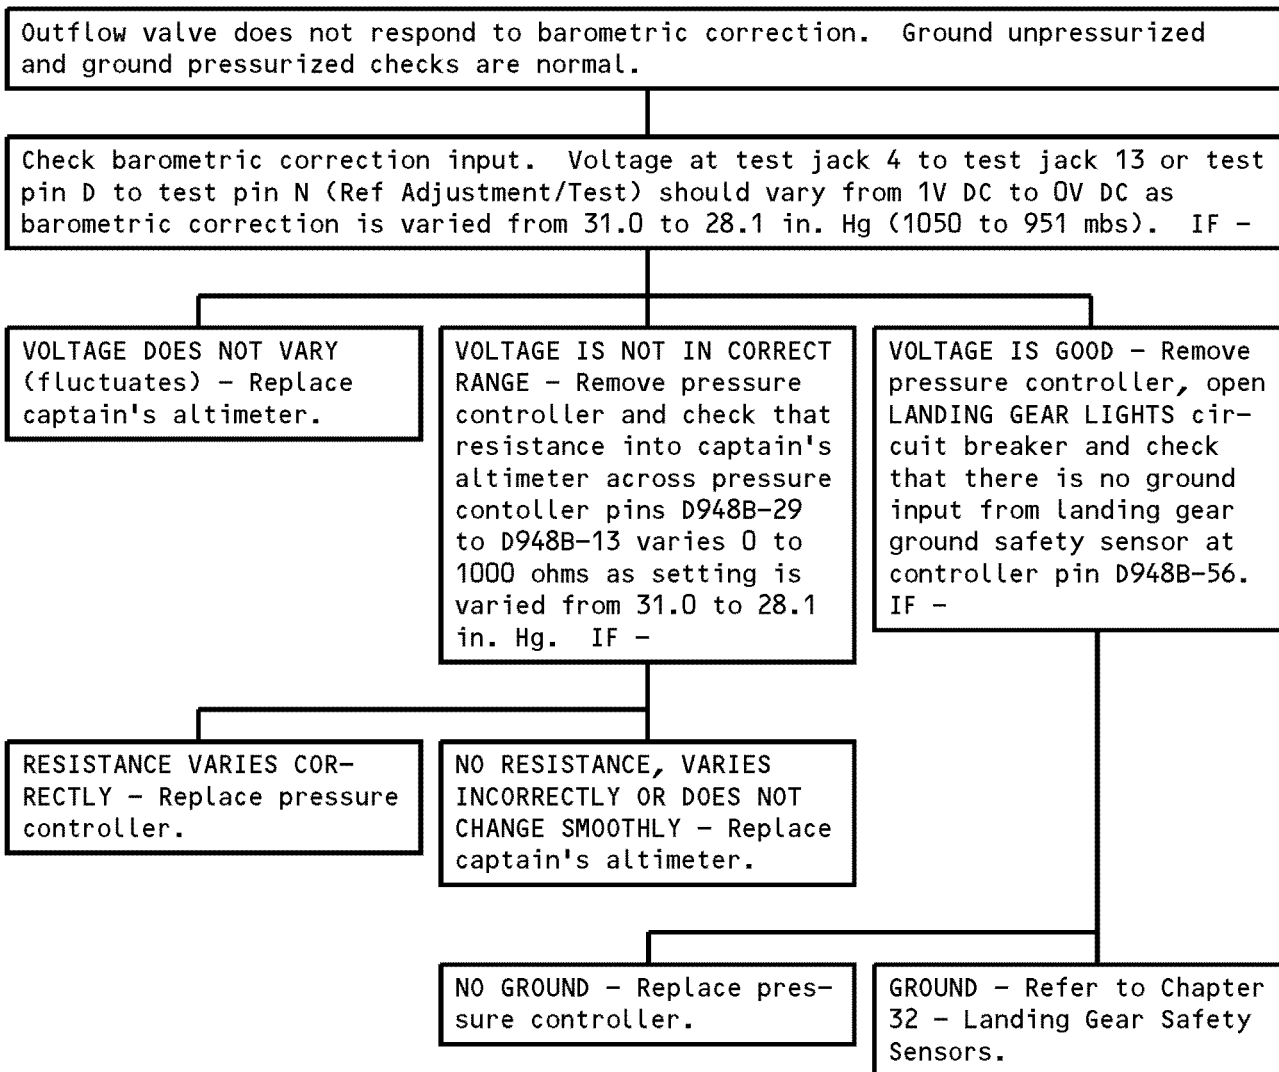 Outflow valve does not respond to barometric correction.  Ground unpressurized
and ground pressurized checks are normal.
Check barometric correction input.  Voltage at test jack 4 to test jack 13 or test
pin D to test pin N (Ref Adjustment/Test) should vary from 1V DC to 0V DC as
barometric correction is varied from 31.0 to 28.1 in. Hg (1050 to 951 mbs).  IF –
VOLTAGE DOES NOT VARY
(fluctuates) – Replace
captain's altimeter.
VOLTAGE IS NOT IN CORRECT
RANGE – Remove pressure
controller and check that
resistance into captain's
altimeter across pressure
contoller pins D948B–29
to D948B–13 varies 0 to
1000 ohms as setting is
varied from 31.0 to 28.1
in. Hg.  IF –
VOLTAGE IS GOOD – Remove
pressure controller, open
LANDING GEAR LIGHTS cir–
cuit breaker and check
that there is no ground
input from landing gear
ground safety sensor at
controller pin D948B–56.
IF –
RESISTANCE VARIES COR–
RECTLY – Replace pressure
controller.
NO RESISTANCE, VARIES
INCORRECTLY OR DOES NOT
CHANGE SMOOTHLY – Replace
captain's altimeter.
NO GROUND – Replace pres–
sure controller.
GROUND – Refer to Chapter
32 – Landing Gear Safety
Sensors.